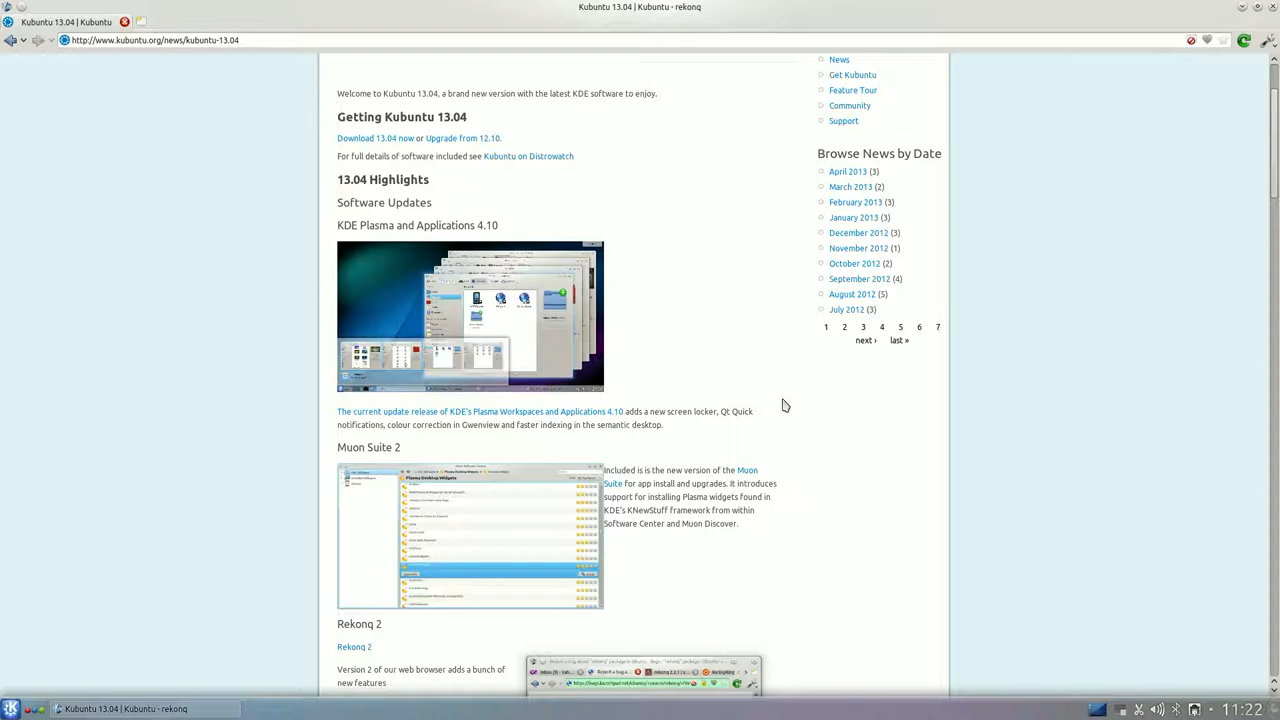 Kubuntu 13.04 | Kubuntu - rekonq
Kubuntu 13.04 | Kubuntu
http://www.kubuntu.org/news/kubuntu-13.04
News
Get Kubuntu
Feature Tour
Community
Support
Welcome to Kubuntu 13.04, a brand new version with the latest KDE software to enjoy.
Getting Kubuntu 13.04
Download 13.04 now or Upgrade from 12.10.
For full details of software included see Kubuntu on Distrowatch
13.04 Highlights
Software Updates
KDE Plasma and Applications 4.10
Browse News by Date
April 2013 (3)
March 2013 (2)
February 2013 (3)
January 2013 (3)
December 2012 (3)
November 2012 (1)
October 2012 (2)
September 2012 (4)
August 2012 (5)
July 2012 (3)
1 2 3 4 5 6 7
next › last »
The current update release of KDE's Plasma Workspaces and Applications 4.10 adds a new screen locker, Qt Quick
notifications, colour correction in Gwenview and faster indexing in the semantic desktop.
Muon Suite 2
Plasma Desktop Widgets
Included is is the new version of the Muon
Suite for app install and upgrades. It introduces
support for installing Plasma widgets found in
KDE's KNewStuff framework from within
Software Center and Muon Discover.
Rekonq 2
Rekonq 2
Version 2 of our web browser adds a bunch of
new features
Kubuntu 13.04 | Kubuntu - rekonq
11:22